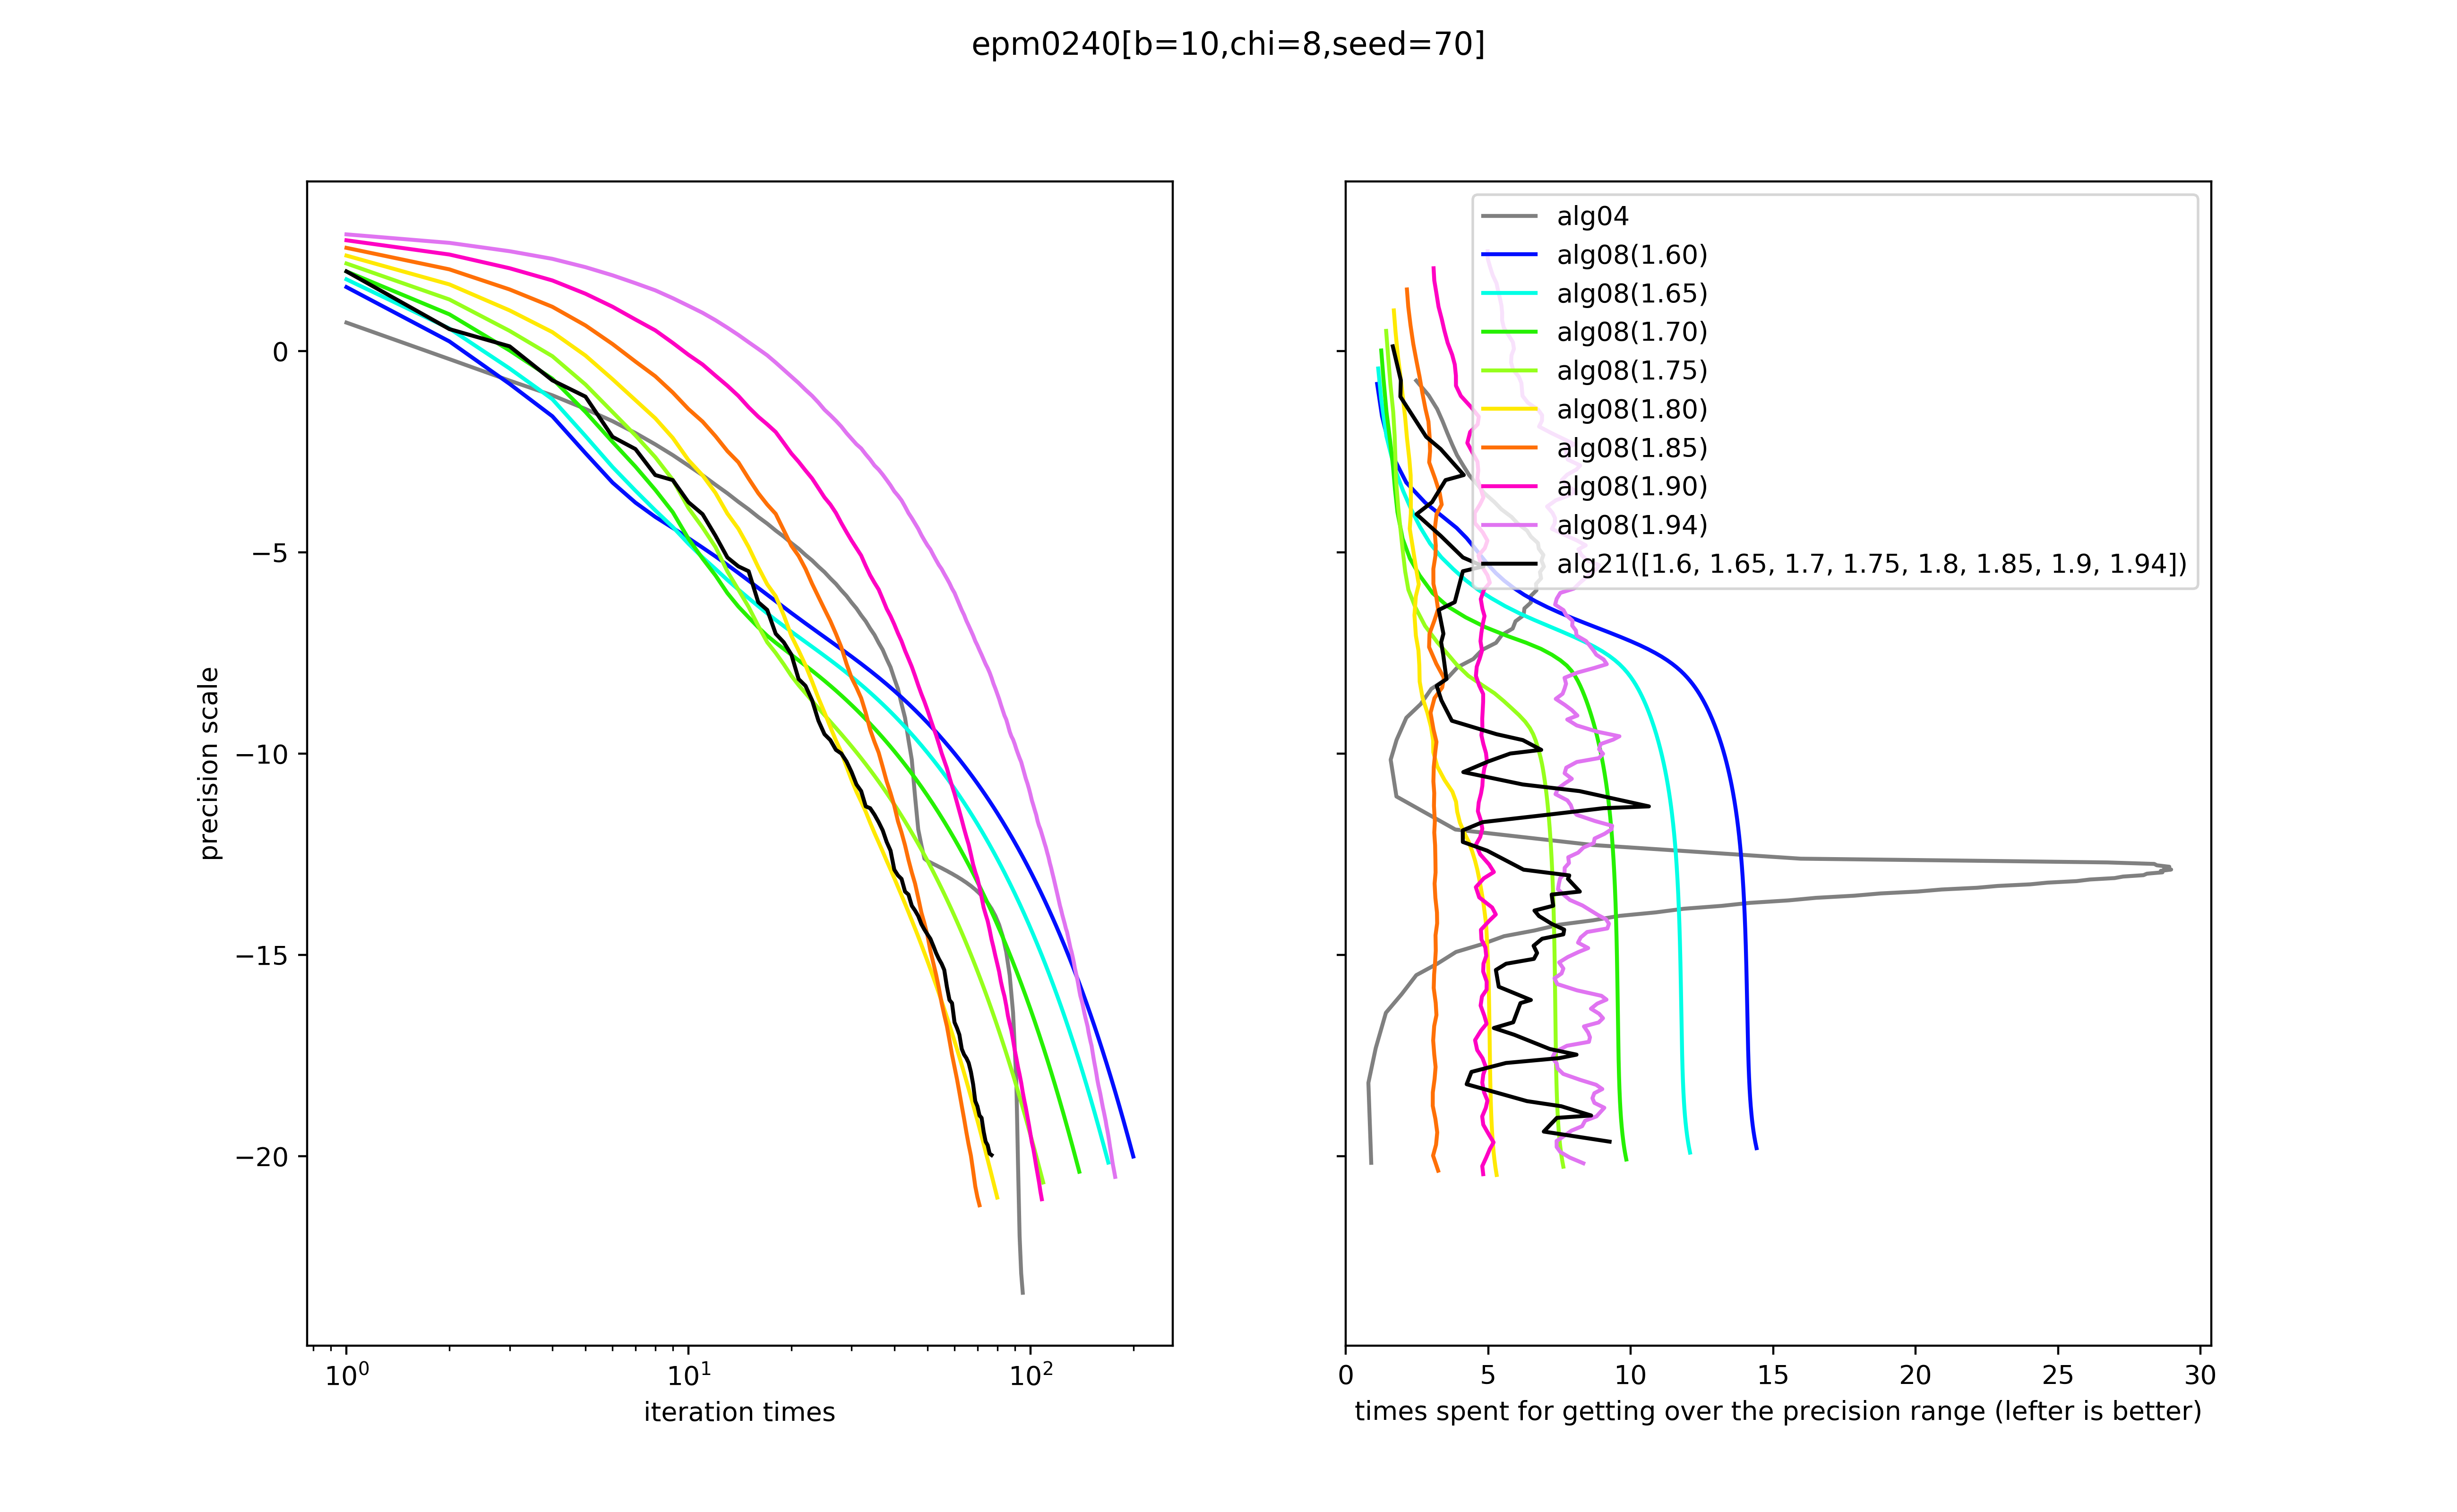 epm0240[b=10,chi=8,seed=70]
precision scale
0
−5
−10
−15
−20
10⁰
10¹
10²
iteration times
alg04
alg08(1.60)
alg08(1.65)
alg08(1.70)
alg08(1.75)
alg08(1.80)
alg08(1.85)
alg08(1.90)
alg08(1.94)
alg21([1.6, 1.65, 1.7, 1.75, 1.8, 1.85, 1.9, 1.94])
0 5 10 15 20 25 30
times spent for getting over the precision range (lefter is better)